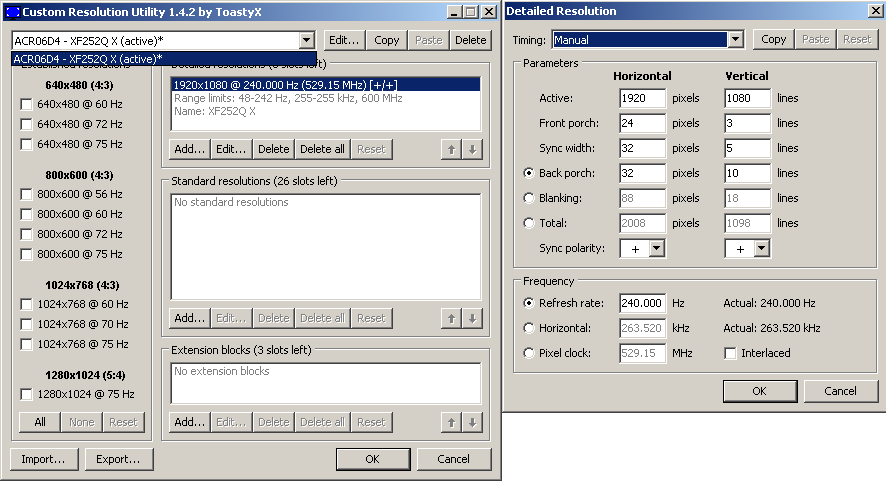 Custom Resolution Utility 1.4.2 by ToastyX
ACR06D4 - XF252Q X (active)*
Edit... Copy Paste Delete
ACR06D4 - XF252Q X (active)*
640x480 (4:3)
640x480 @ 60 Hz
640x480 @ 72 Hz
640x480 @ 75 Hz
800x600 (4:3)
800x600 @ 56 Hz
800x600 @ 60 Hz
800x600 @ 72 Hz
800x600 @ 75 Hz
1024x768 (4:3)
1024x768 @ 60 Hz
1024x768 @ 70 Hz
1024x768 @ 75 Hz
1280x1024 (5:4)
1280x1024 @ 75 Hz
All None Reset
1920x1080 @ 240.000 Hz (529.15 MHz) [+/+]
Range limits: 48-242 Hz, 255-255 kHz, 600 MHz
Name: XF252Q X
Add... Edit... Delete Delete all Reset
Standard resolutions (26 slots left)
No standard resolutions
Add... Edit... Delete Delete all Reset
Extension blocks (3 slots left)
No extension blocks
Add... Edit... Delete Delete all Reset
Import... Export... OK Cancel
Detailed Resolution
Timing: Manual Copy Paste Reset
Parameters
Horizontal Vertical
Active: 1920 pixels 1080 lines
Front porch: 24 pixels 3 lines
Sync width: 32 pixels 5 lines
Back porch: 32 pixels 10 lines
Blanking: 88 pixels 18 lines
Total: 2008 pixels 1098 lines
Sync polarity: + +
Frequency
Refresh rate: 240.000 Hz Actual: 240.000 Hz
Horizontal: 263.520 kHz Actual: 263.520 kHz
Pixel clock: 529.15 MHz Interlaced
OK Cancel